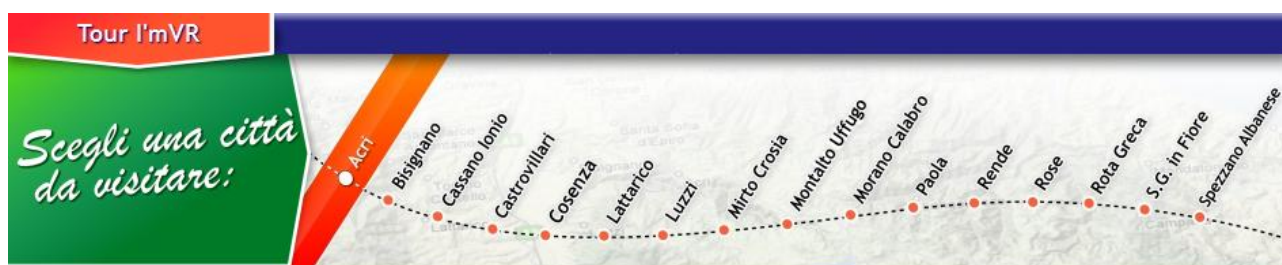 Tour I'mVR
Scegli una città
da visitare:
Acri
Bisignano
Cassano Ionio
Castrovillari
Cosenza
Lattarico
Luzzi
Mirto Crosia
Montalto Uffugo
Morano Calabro
Paola
Rende
Rose
Rota Greca
S.G. in Fiore
Spezzano Albanese